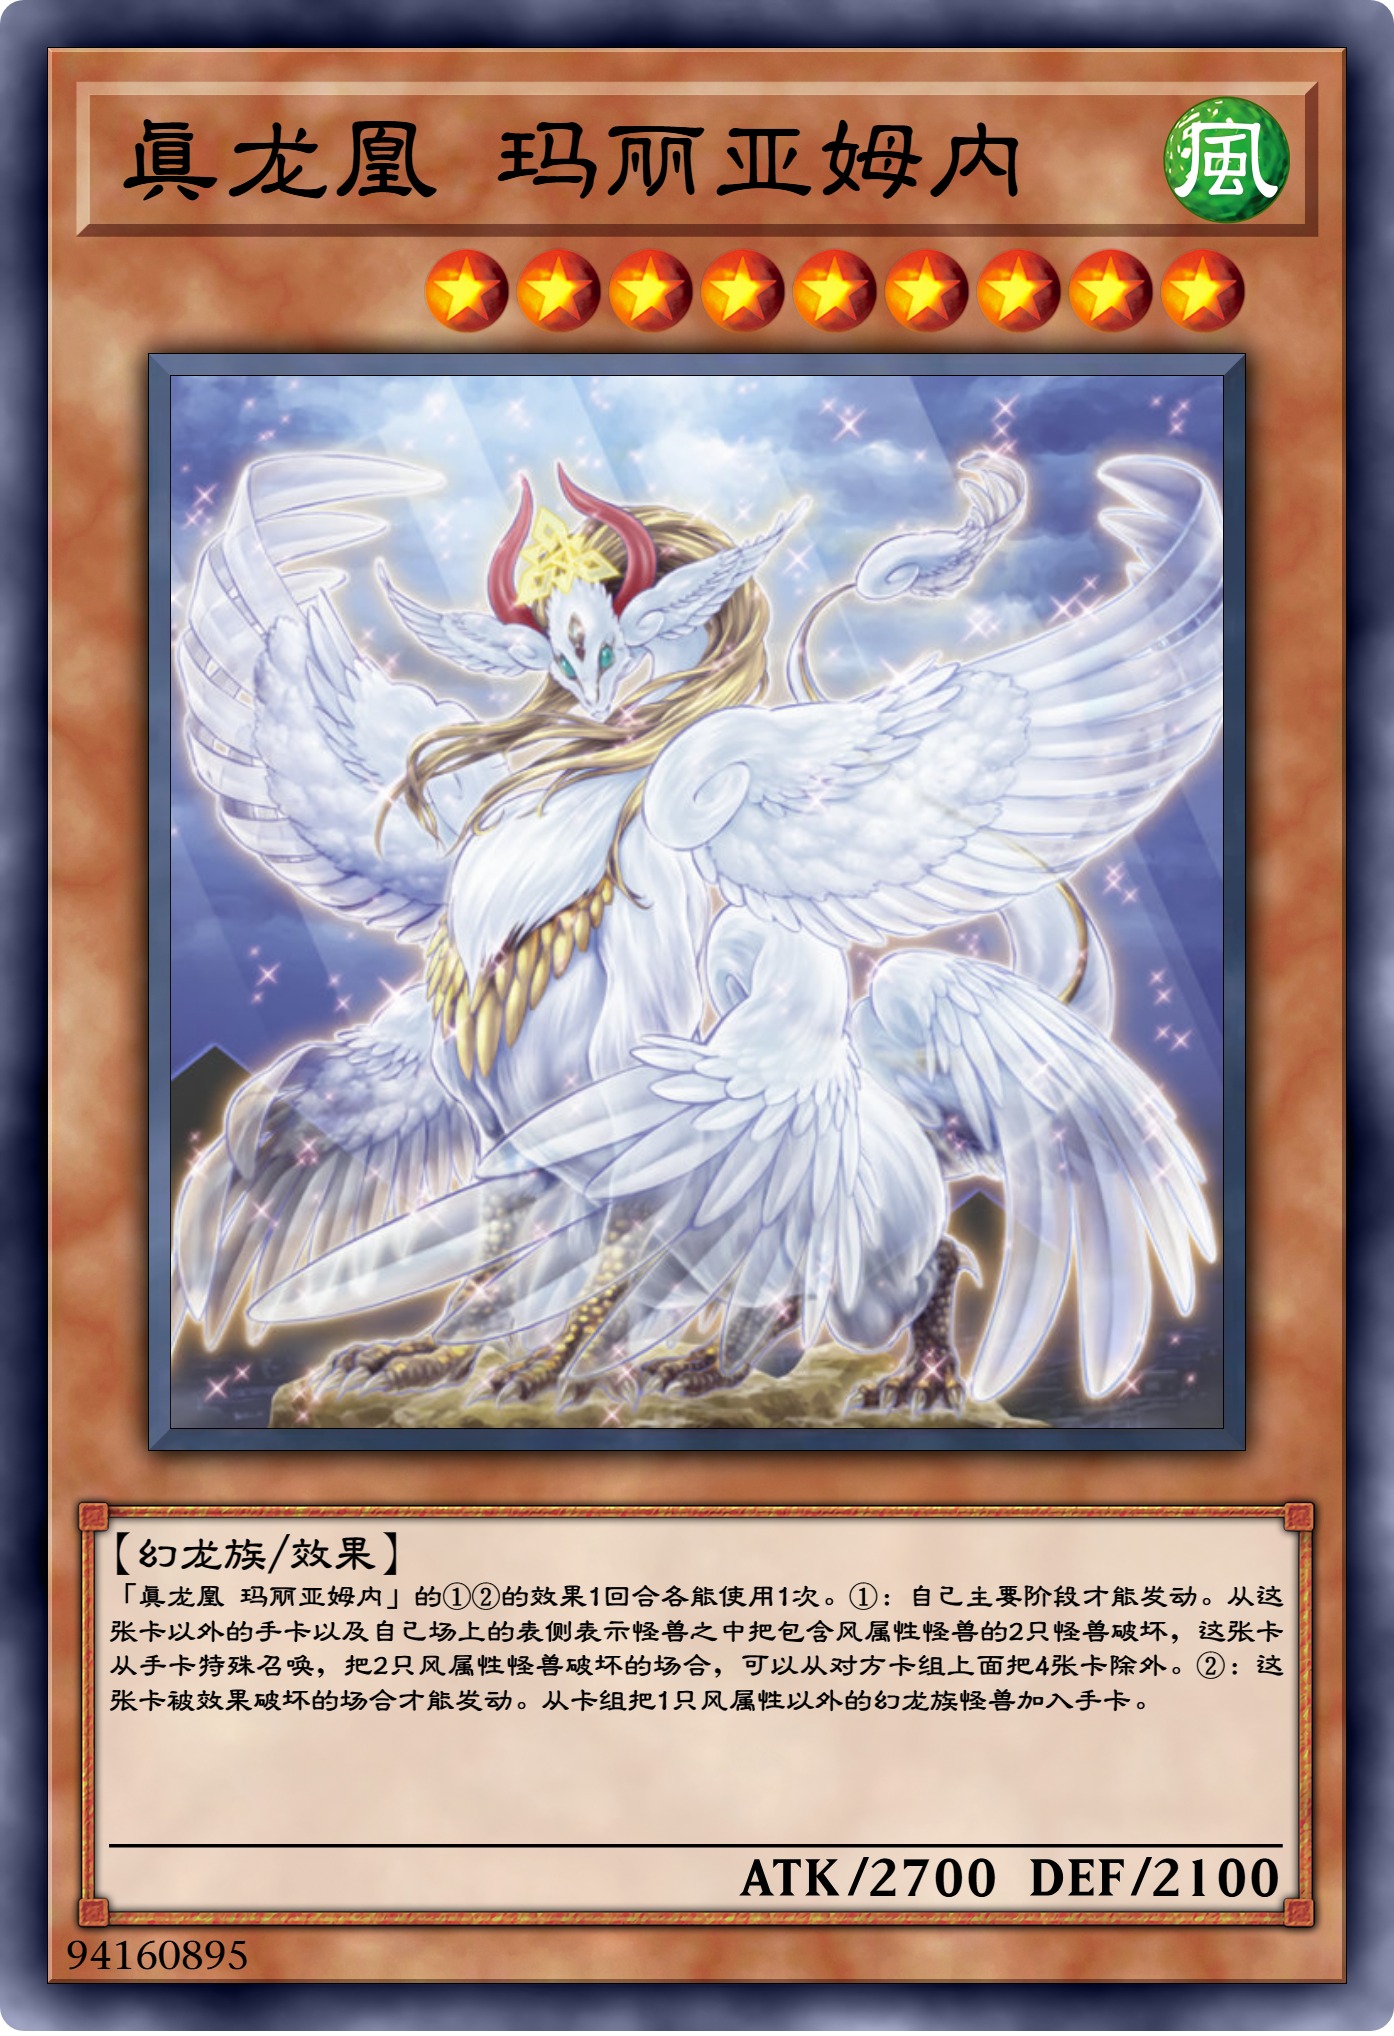 眞龙凰 玛丽亚姆内
風
【幻龙族/效果】
「眞龙凰 玛丽亚姆内」的①②的效果1回合各能使用1次。①：自己主要阶段才能发动。从这
张卡以外的手卡以及自己场上的表侧表示怪兽之中把包含风属性怪兽的2只怪兽破坏，这张卡
从手卡特殊召唤，把2只风属性怪兽破坏的场合，可以从对方卡组上面把4张卡除外。②：这
张卡被效果破坏的场合才能发动。从卡组把1只风属性以外的幻龙族怪兽加入手卡。
ATK/2700 DEF/2100
94160895